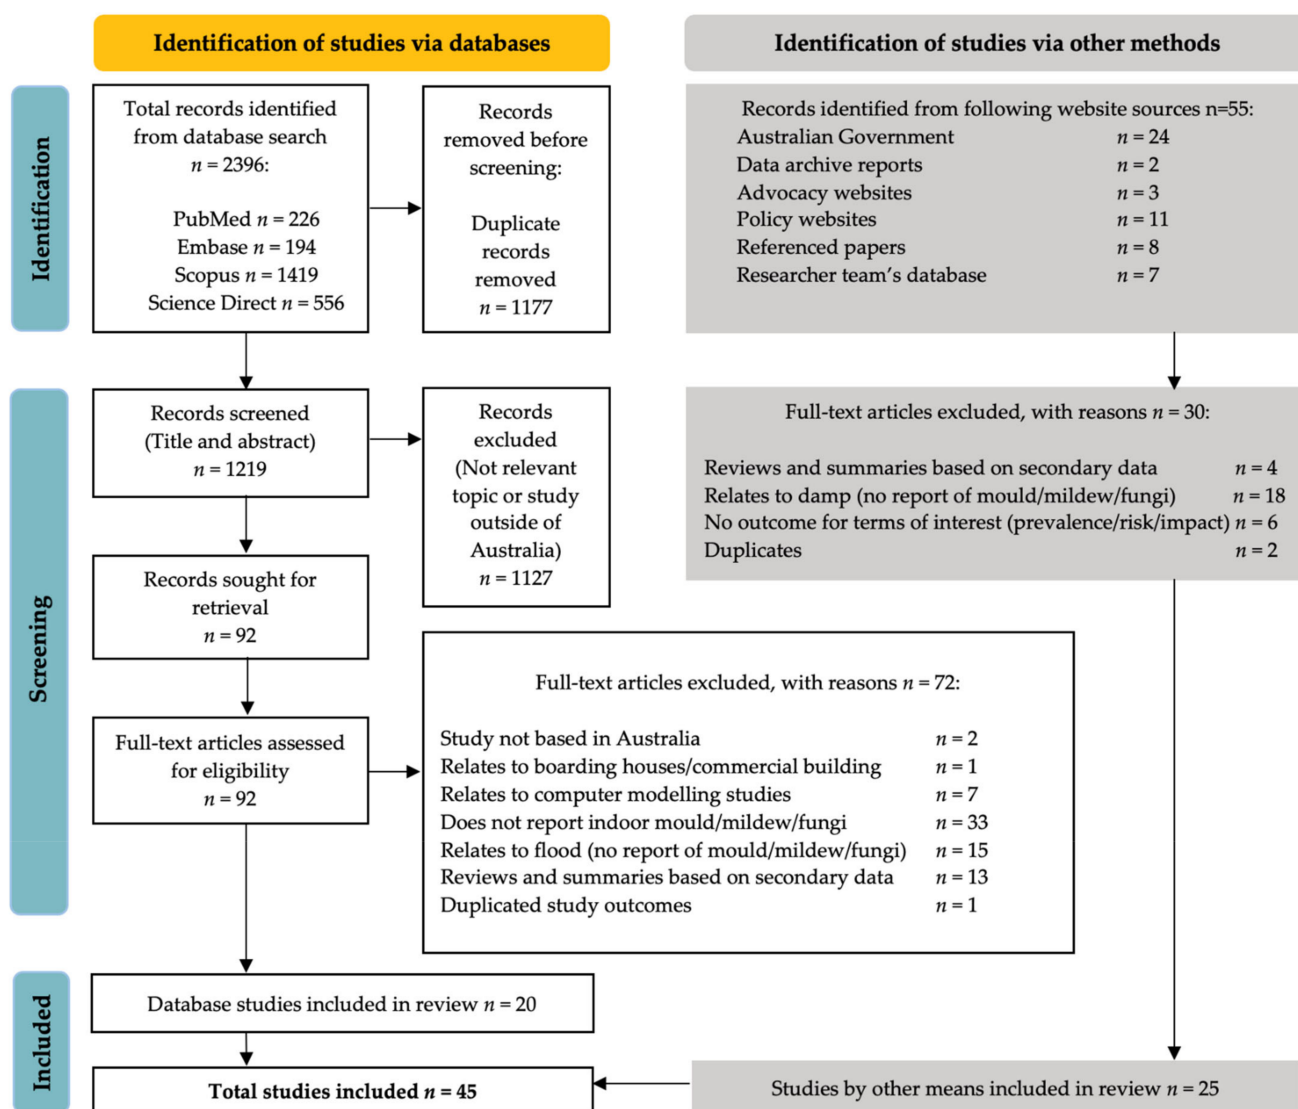 Identification of studies via databases
Identification of studies via other methods
Identification
Total records identified
from database search
n = 2396:
PubMed n = 226
Embase n = 194
Scopus n = 1419
Science Direct n = 556
Records
removed before
screening:
Duplicate
records
removed
n = 1177
Records identified from following website sources n=55:
Australian Government n = 24
Data archive reports n = 2
Advocacy websites n = 3
Policy websites n = 11
Referenced papers n = 8
Researcher team's database n = 7
Screening
Records screened
(Title and abstract)
n = 1219
Records
excluded
(Not relevant
topic or study
outside of
Australia)
n = 1127
Full-text articles excluded, with reasons n = 30:
Reviews and summaries based on secondary data n = 4
Relates to damp (no report of mould/mildew/fungi) n = 18
No outcome for terms of interest (prevalence/risk/impact) n = 6
Duplicates n = 2
Records sought for
retrieval
n = 92
Full-text articles assessed
for eligibility
n = 92
Full-text articles excluded, with reasons n = 72:
Study not based in Australia n = 2
Relates to boarding houses/commercial building n = 1
Relates to computer modelling studies n = 7
Does not report indoor mould/mildew/fungi n = 33
Relates to flood (no report of mould/mildew/fungi) n = 15
Reviews and summaries based on secondary data n = 13
Duplicated study outcomes n = 1
Included
Database studies included in review n = 20
Total studies included n = 45
Studies by other means included in review n = 25